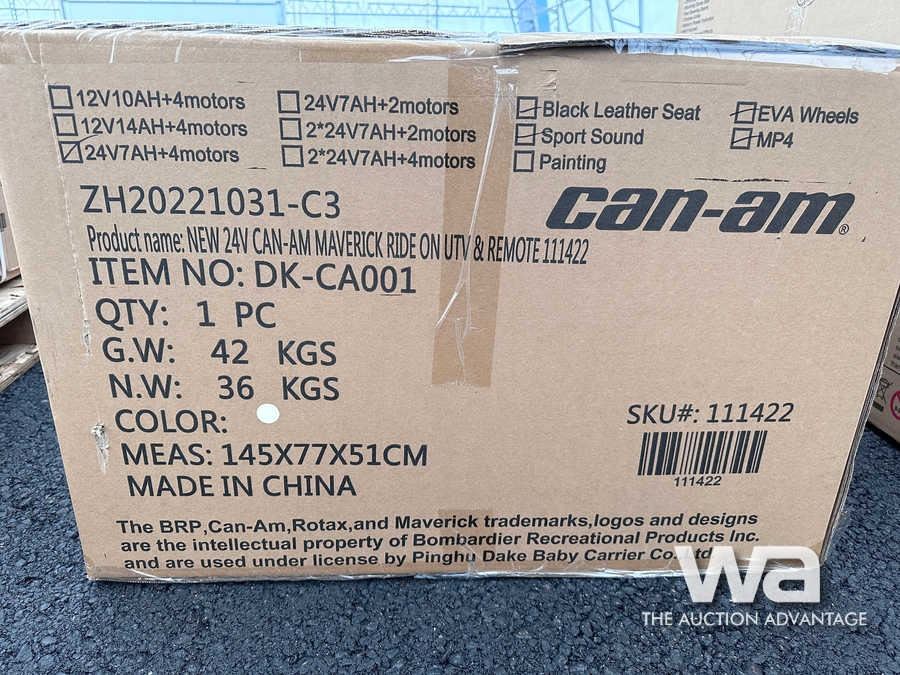 12V10AH+4motors
12V14AH+4motors
24V7AH+4motors
24V7AH+2motors
2*24V7AH+2motors
2*24V7AH+4motors
Black Leather Seat
Sport Sound
Painting
EVA Wheels
MP4
ZH20221031-C3
can-am®
Product name: NEW 24V CAN-AM MAVERICK RIDE ON UTV & REMOTE 111422
ITEM NO: DK-CA001
QTY: 1 PC
G.W: 42 KGS
N.W: 36 KGS
COLOR:
MEAS: 145X77X51CM
MADE IN CHINA
SKU#: 111422
111422
The BRP,Can-Am,Rotax,and Maverick trademarks,logos and designs
are the intellectual property of Bombardier Recreational Products Inc.
and are used under license by Pinghu Dake Baby Carrier Co.,Ltd
wa
THE AUCTION ADVANTAGE